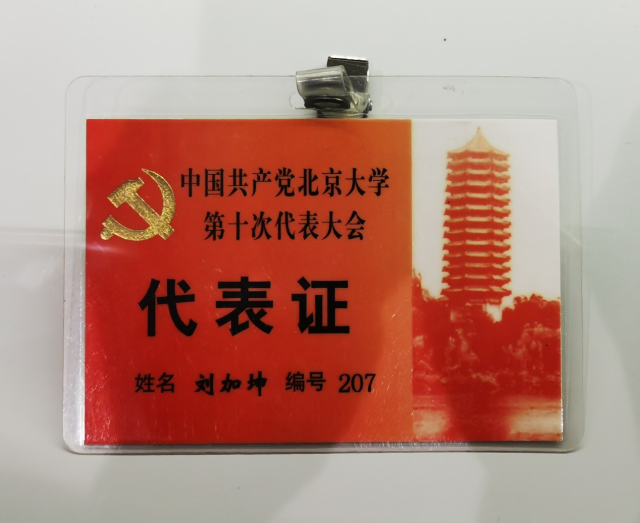 中国共产党北京大学
第十次代表大会
代表证
姓名 刘加坤 编号 207